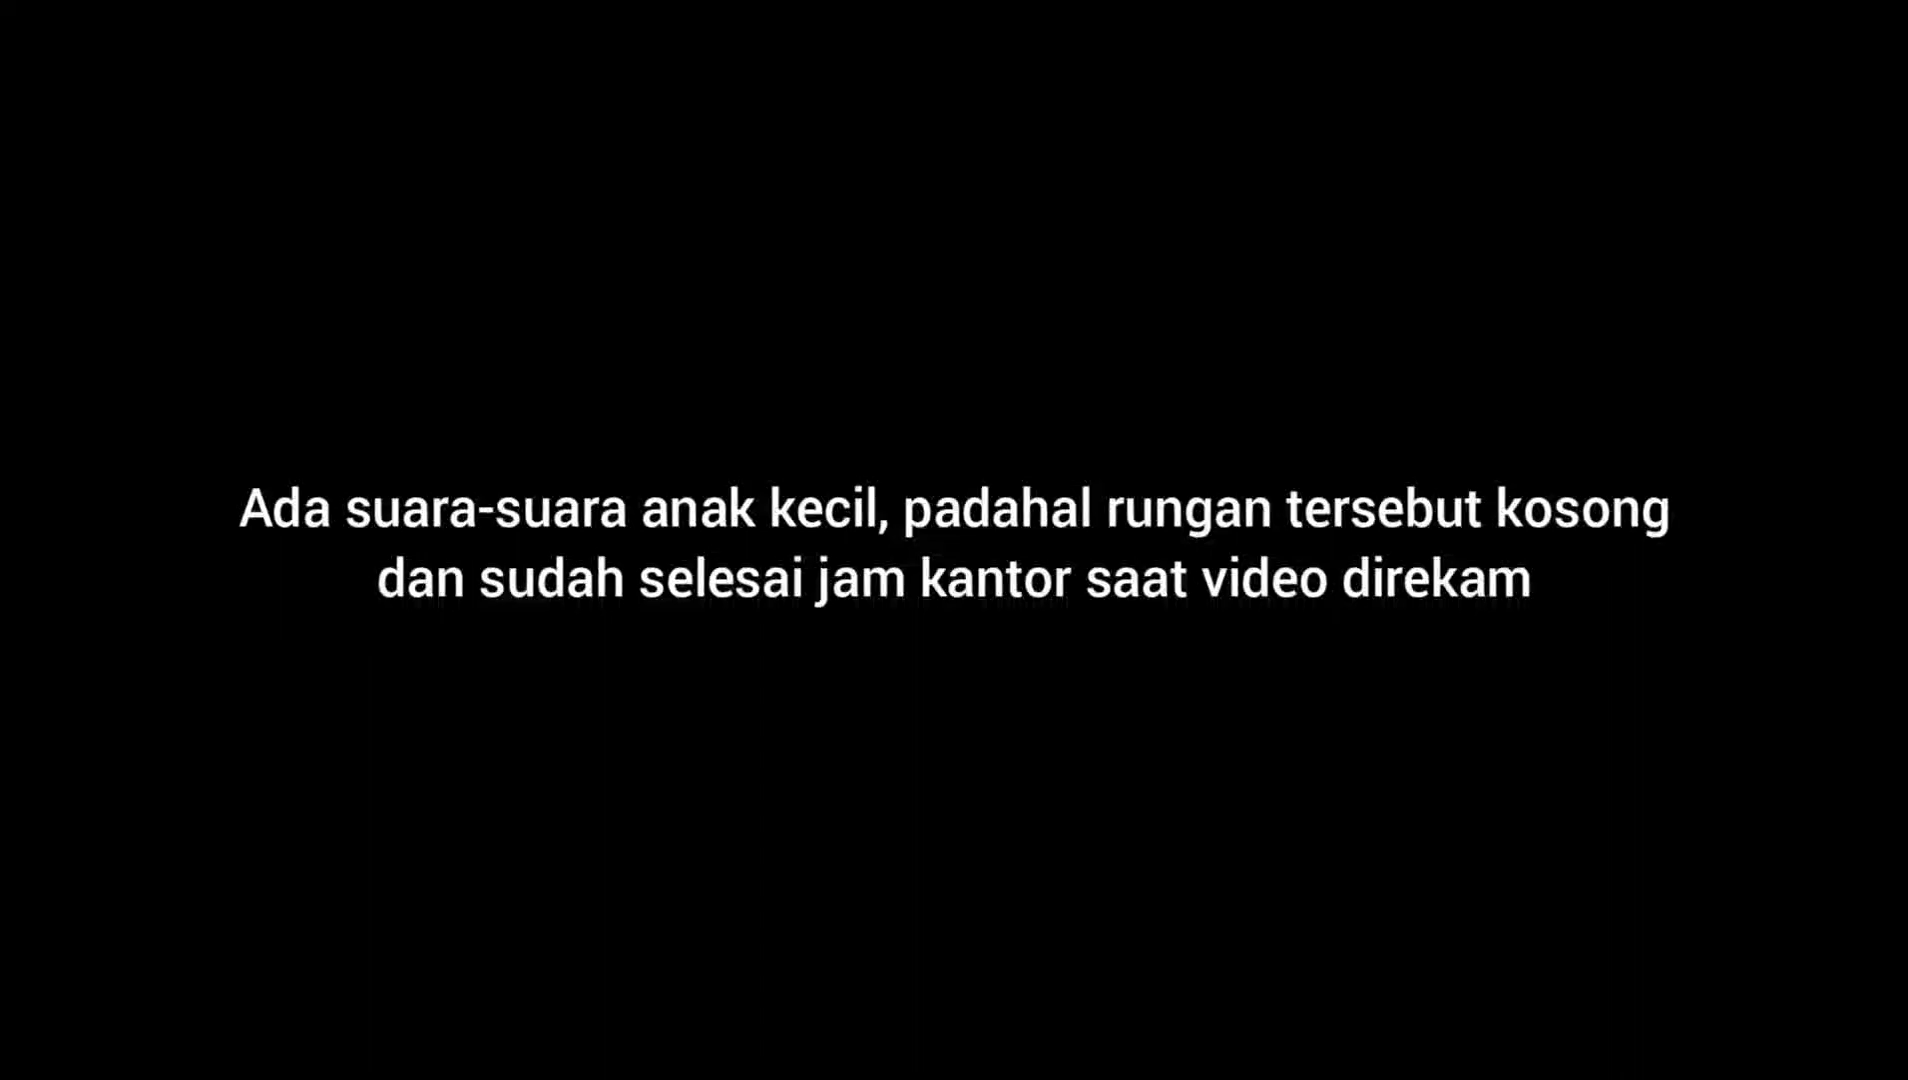 Ada suara-suara anak kecil, padahal rungan tersebut kosong
dan sudah selesai jam kantor saat video direkam